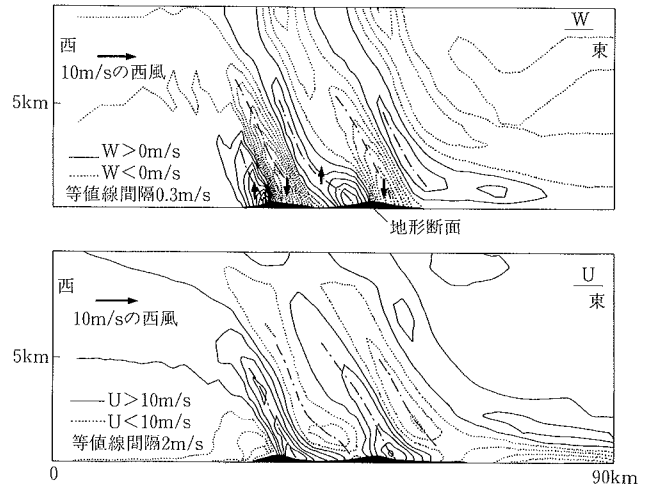 W
西
東
10m/sの西風
5km
W>0m/s
W<0m/s
等値線間隔0.3m/s
地形断面
U
西
東
10m/sの西風
5km
U>10m/s
U<10m/s
等値線間隔2m/s
0
90km